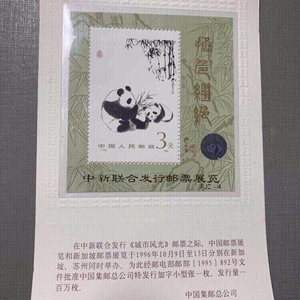 3元
中国人民邮政
中新联合发行邮票展览
PJZ-4
在中新联合发行《城市风光》邮票之际，中国邮票展
览和新加坡邮票展览于1996年10月9日至13日分别在新加
坡、苏州同时举办。为此经邮电部邮部［1995］892号文
件批准中国集邮总公司特发行加字小型张一枚。发行量一
百万枚。
中国集邮总公司